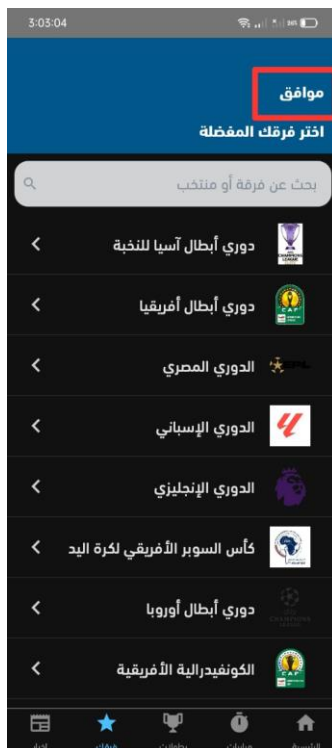 3:03:04
موافق
اختر فرقك المفضلة
بحث عن فرقة أو منتخب
دوري أبطال آسيا للنخبة
دوري أبطال أفريقيا
الدوري المصري
الدوري الإسباني
الدوري الإنجليزي
كأس السوبر الأفريقي لكرة اليد
دوري أبطال أوروبا
الكونفيدرالية الأفريقية